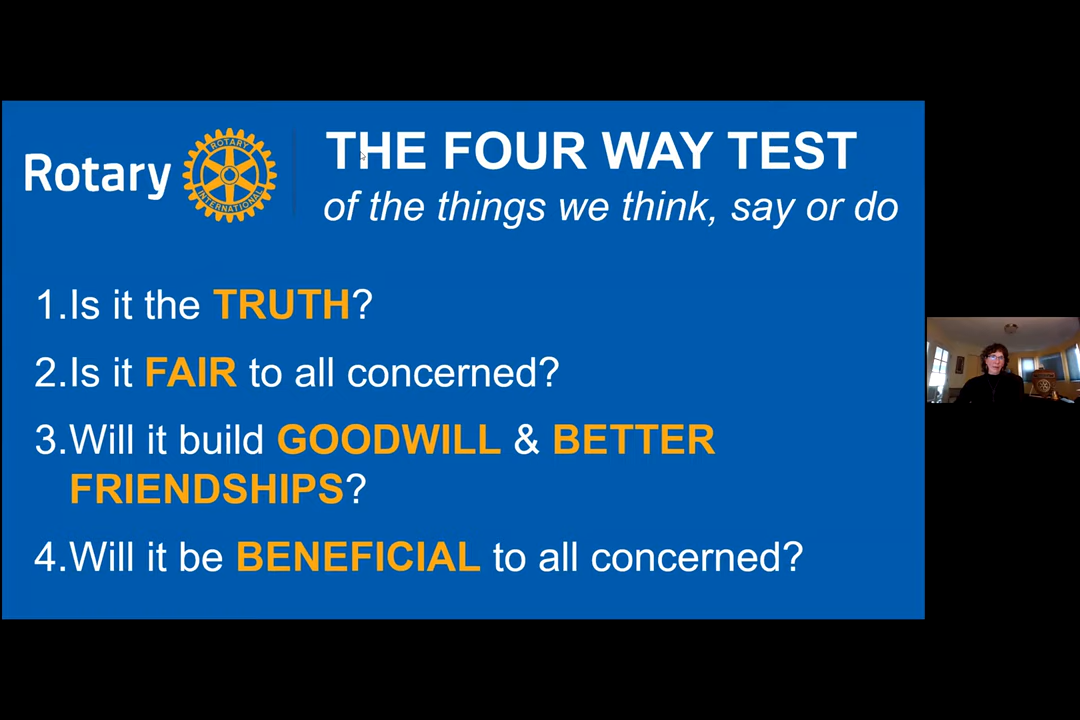 Rotary
ROTARY
INTERNATIONAL
THE FOUR WAY TEST
of the things we think, say or do
1.Is it the TRUTH?
2.Is it FAIR to all concerned?
3.Will it build GOODWILL & BETTER
FRIENDSHIPS?
4.Will it be BENEFICIAL to all concerned?